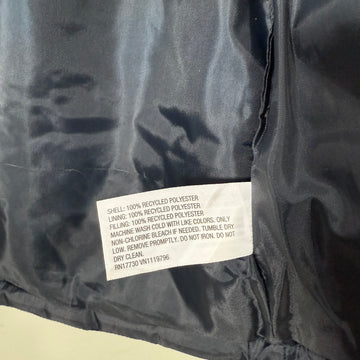 SHELL: 100% RECYCLED POLYESTER
LINING: 100% RECYCLED POLYESTER
FILLING: 100% RECYCLED POLYESTER
MACHINE WASH COLD WITH LIKE COLORS. ONLY
NON-CHLORINE BLEACH IF NEEDED. TUMBLE DRY
LOW. REMOVE PROMPTLY. DO NOT IRON. DO NOT
DRY CLEAN.
RN17730 VN1119796